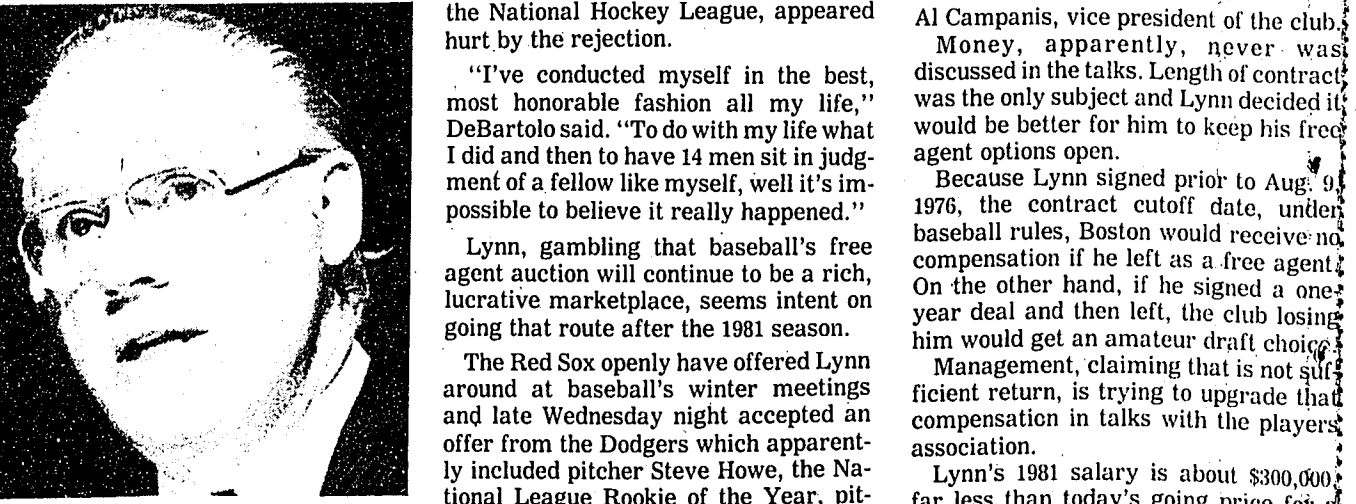 the National Hockey League, appeared
hurt by the rejection.
"I've conducted myself in the best,
most honorable fashion all my life,"
DeBartolo said. "To do with my life what
I did and then to have 14 men sit in judg-
ment of a fellow like myself, well it's im-
possible to believe it really happened."
Lynn, gambling that baseball's free
agent auction will continue to be a rich,
lucrative marketplace, seems intent on
going that route after the 1981 season.
The Red Sox openly have offered Lynn
around at baseball's winter meetings
and late Wednesday night accepted an
offer from the Dodgers which apparent-
ly included pitcher Steve Howe, the Na-
tional League Rookie of the Year, pit-
Al Campanis, vice president of the club.
Money, apparently, never was
discussed in the talks. Length of contract
was the only subject and Lynn decided it
would be better for him to keep his free
agent options open.
Because Lynn signed prior to Aug. 9,
1976, the contract cutoff date, under
baseball rules, Boston would receive no
compensation if he left as a free agent.
On the other hand, if he signed a one-
year deal and then left, the club losing
him would get an amateur draft choice.
Management, claiming that is not suf-
ficient return, is trying to upgrade that
compensation in talks with the players
association.
Lynn's 1981 salary is about $300,000,
far less than today's going price for